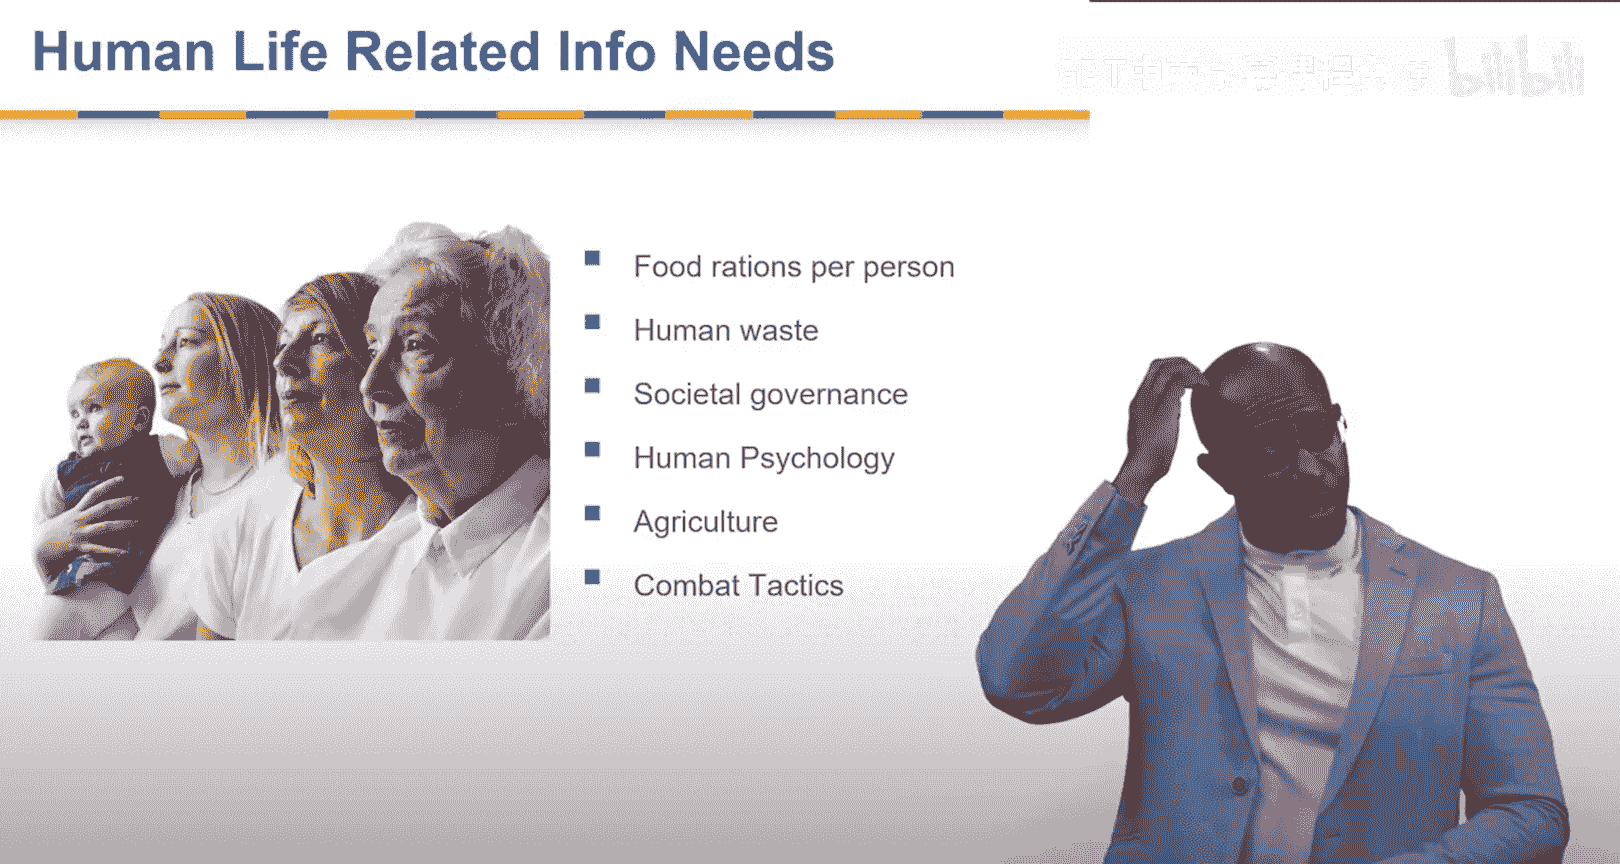 Human Life Related Info Needs
bilibili
Food rations per person
Human waste
Societal governance
Human Psychology
Agriculture
Combat Tactics